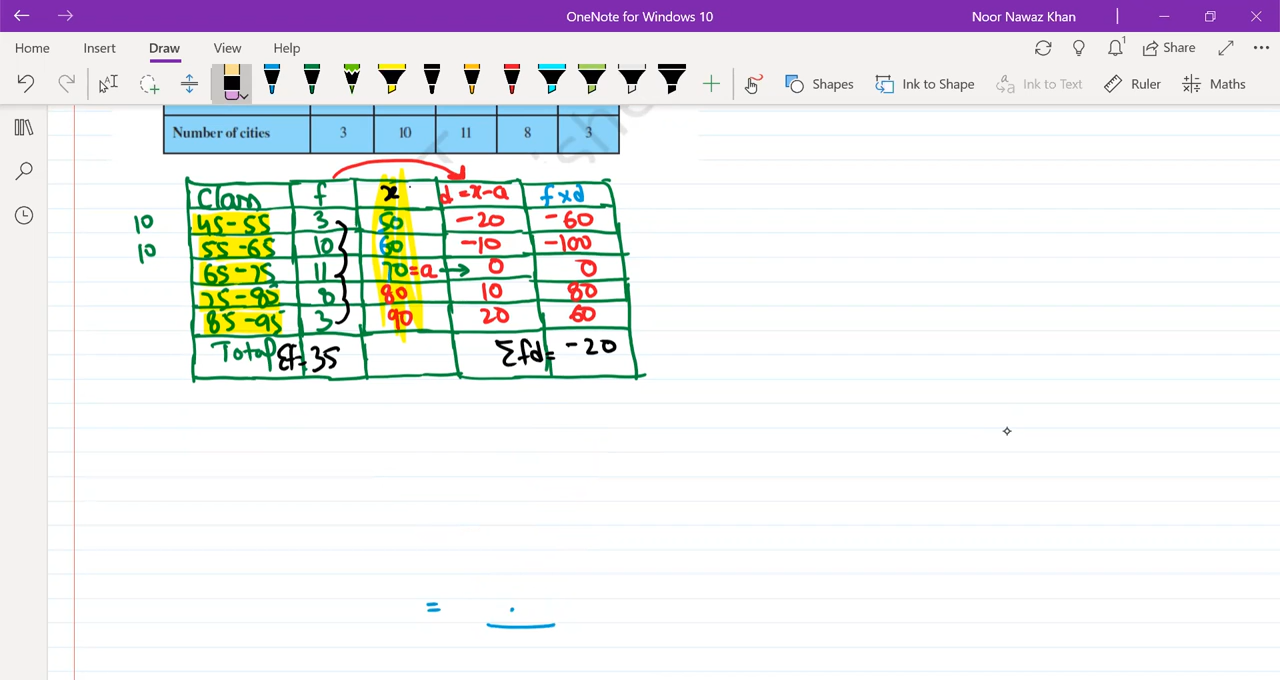 OneNote for Windows 10
Noor Nawaz Khan
Home Insert Draw View Help
1 Share
Shapes Ink to Shape Ink to Text Ruler Maths
Number of cities 3 10 11 8 3
Class f x d = x-a f x d
10 45-55 3 50 -20 -60
10 55-65 10 60 -10 -100
65-75 11 70 = a → 0 0
75-85 8 80 10 80
85-95 3 90 20 60
Total Σf = 35 Σfd = -20
= .